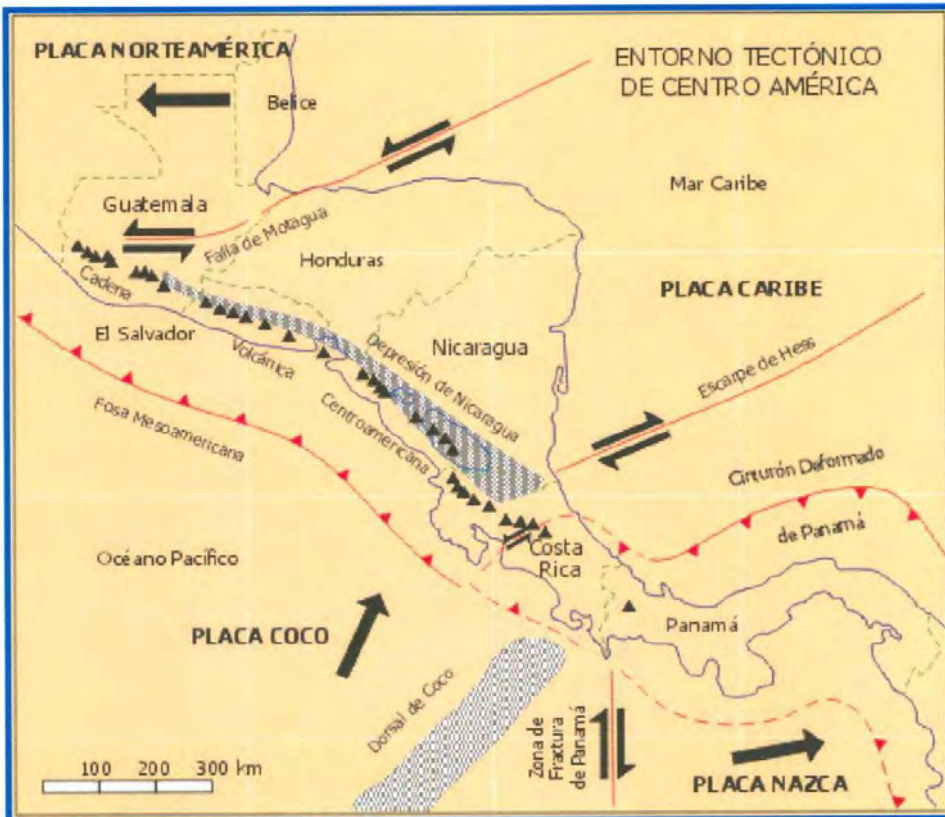 PLACA NORTEAMÉRICA
ENTORNO TECTÓNICO
DE CENTRO AMÉRICA
Belice
Mar Caribe
Guatemala
Falla de Motagua
Honduras
PLACA CARIBE
Cadena
El Salvador
Volcánica
Nicaragua
Depresión de Nicaragua
Escarpe de Hess
Fosa Mesoamericana
Centroamericana
Cinturón Deformado
de Panamá
Océano Pacífico
Costa
Rica
Panamá
PLACA COCO
Dorsal de Coco
Zona de
Fractura
de Panamá
PLACA NAZCA
100 200 300 km